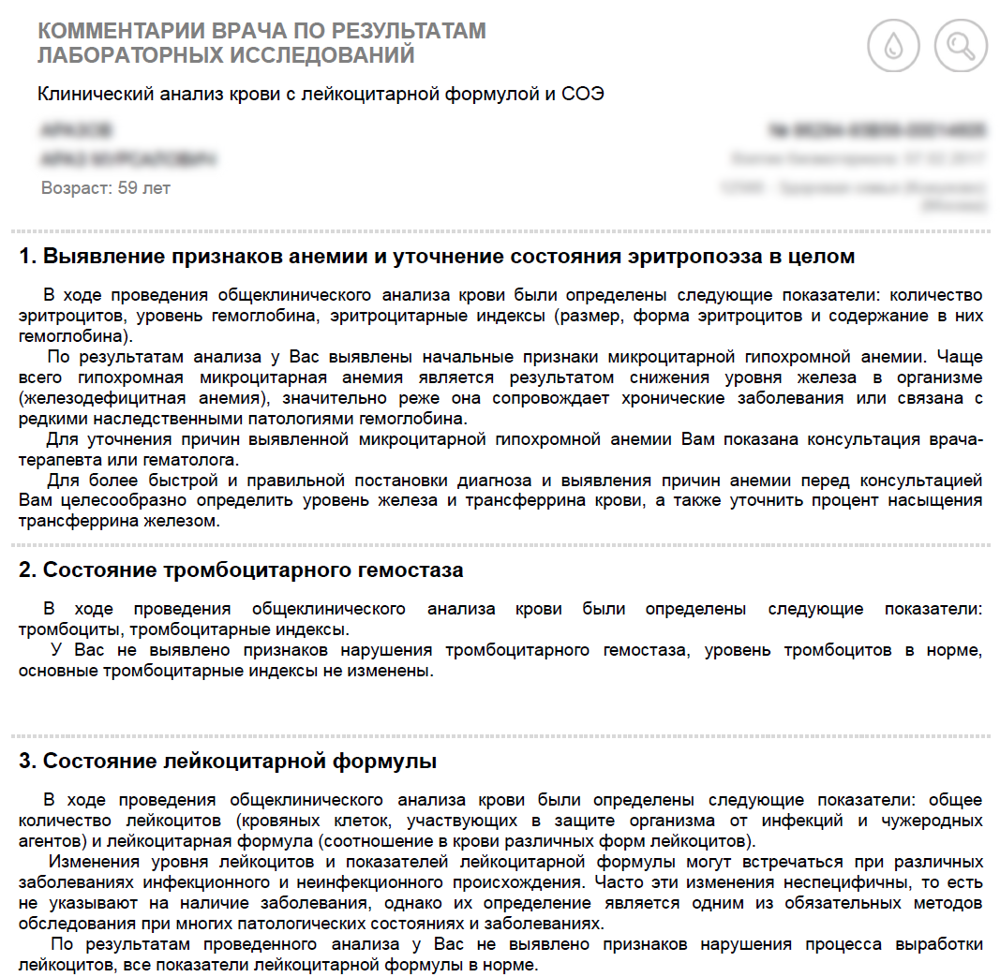 КОММЕНТАРИИ ВРАЧА ПО РЕЗУЛЬТАТАМ
ЛАБОРАТОРНЫХ ИССЛЕДОВАНИЙ
Клинический анализ крови с лейкоцитарной формулой и СОЭ
Возраст: 59 лет
1. Выявление признаков анемии и уточнение состояния эритропоэза в целом
В ходе проведения общеклинического анализа крови были определены следующие показатели: количество
эритроцитов, уровень гемоглобина, эритроцитарные индексы (размер, форма эритроцитов и содержание в них
гемоглобина).
По результатам анализа у Вас выявлены начальные признаки микроцитарной гипохромной анемии. Чаще
всего гипохромная микроцитарная анемия является результатом снижения уровня железа в организме
(железодефицитная анемия), значительно реже она сопровождает хронические заболевания или связана с
редкими наследственными патологиями гемоглобина.
Для уточнения причин выявленной микроцитарной гипохромной анемии Вам показана консультация врача-
терапевта или гематолога.
Для более быстрой и правильной постановки диагноза и выявления причин анемии перед консультацией
Вам целесообразно определить уровень железа и трансферрина крови, а также уточнить процент насыщения
трансферрина железом.
2. Состояние тромбоцитарного гемостаза
В ходе проведения общеклинического анализа крови были определены следующие показатели:
тромбоциты, тромбоцитарные индексы.
У Вас не выявлено признаков нарушения тромбоцитарного гемостаза, уровень тромбоцитов в норме,
основные тромбоцитарные индексы не изменены.
3. Состояние лейкоцитарной формулы
В ходе проведения общеклинического анализа крови были определены следующие показатели: общее
количество лейкоцитов (кровяных клеток, участвующих в защите организма от инфекций и чужеродных
агентов) и лейкоцитарная формула (соотношение в крови различных форм лейкоцитов).
Изменения уровня лейкоцитов и показателей лейкоцитарной формулы могут встречаться при различных
заболеваниях инфекционного и неинфекционного происхождения. Часто эти изменения неспецифичны, то есть
не указывают на наличие заболевания, однако их определение является одним из обязательных методов
обследования при многих патологических состояниях и заболеваниях.
По результатам проведенного анализа у Вас не выявлено признаков нарушения процесса выработки
лейкоцитов, все показатели лейкоцитарной формулы в норме.